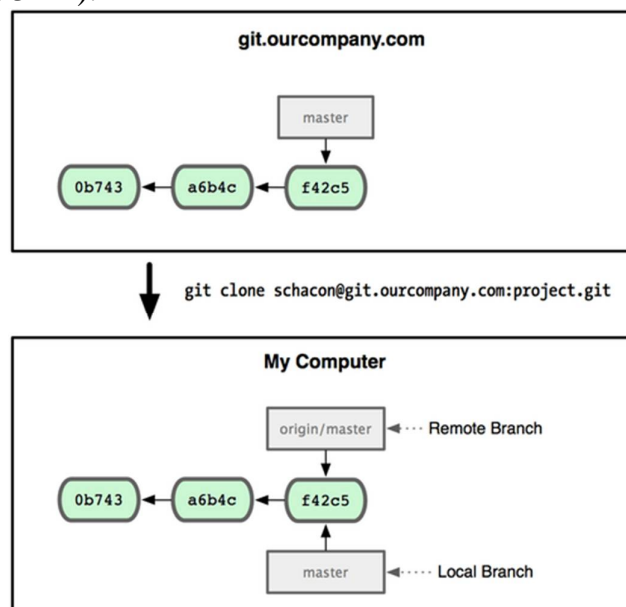 git.ourcompany.com
master
0b743 a6b4c f42c5
git clone schacon@git.ourcompany.com:project.git
My Computer
origin/master Remote Branch
0b743 a6b4c f42c5
master Local Branch